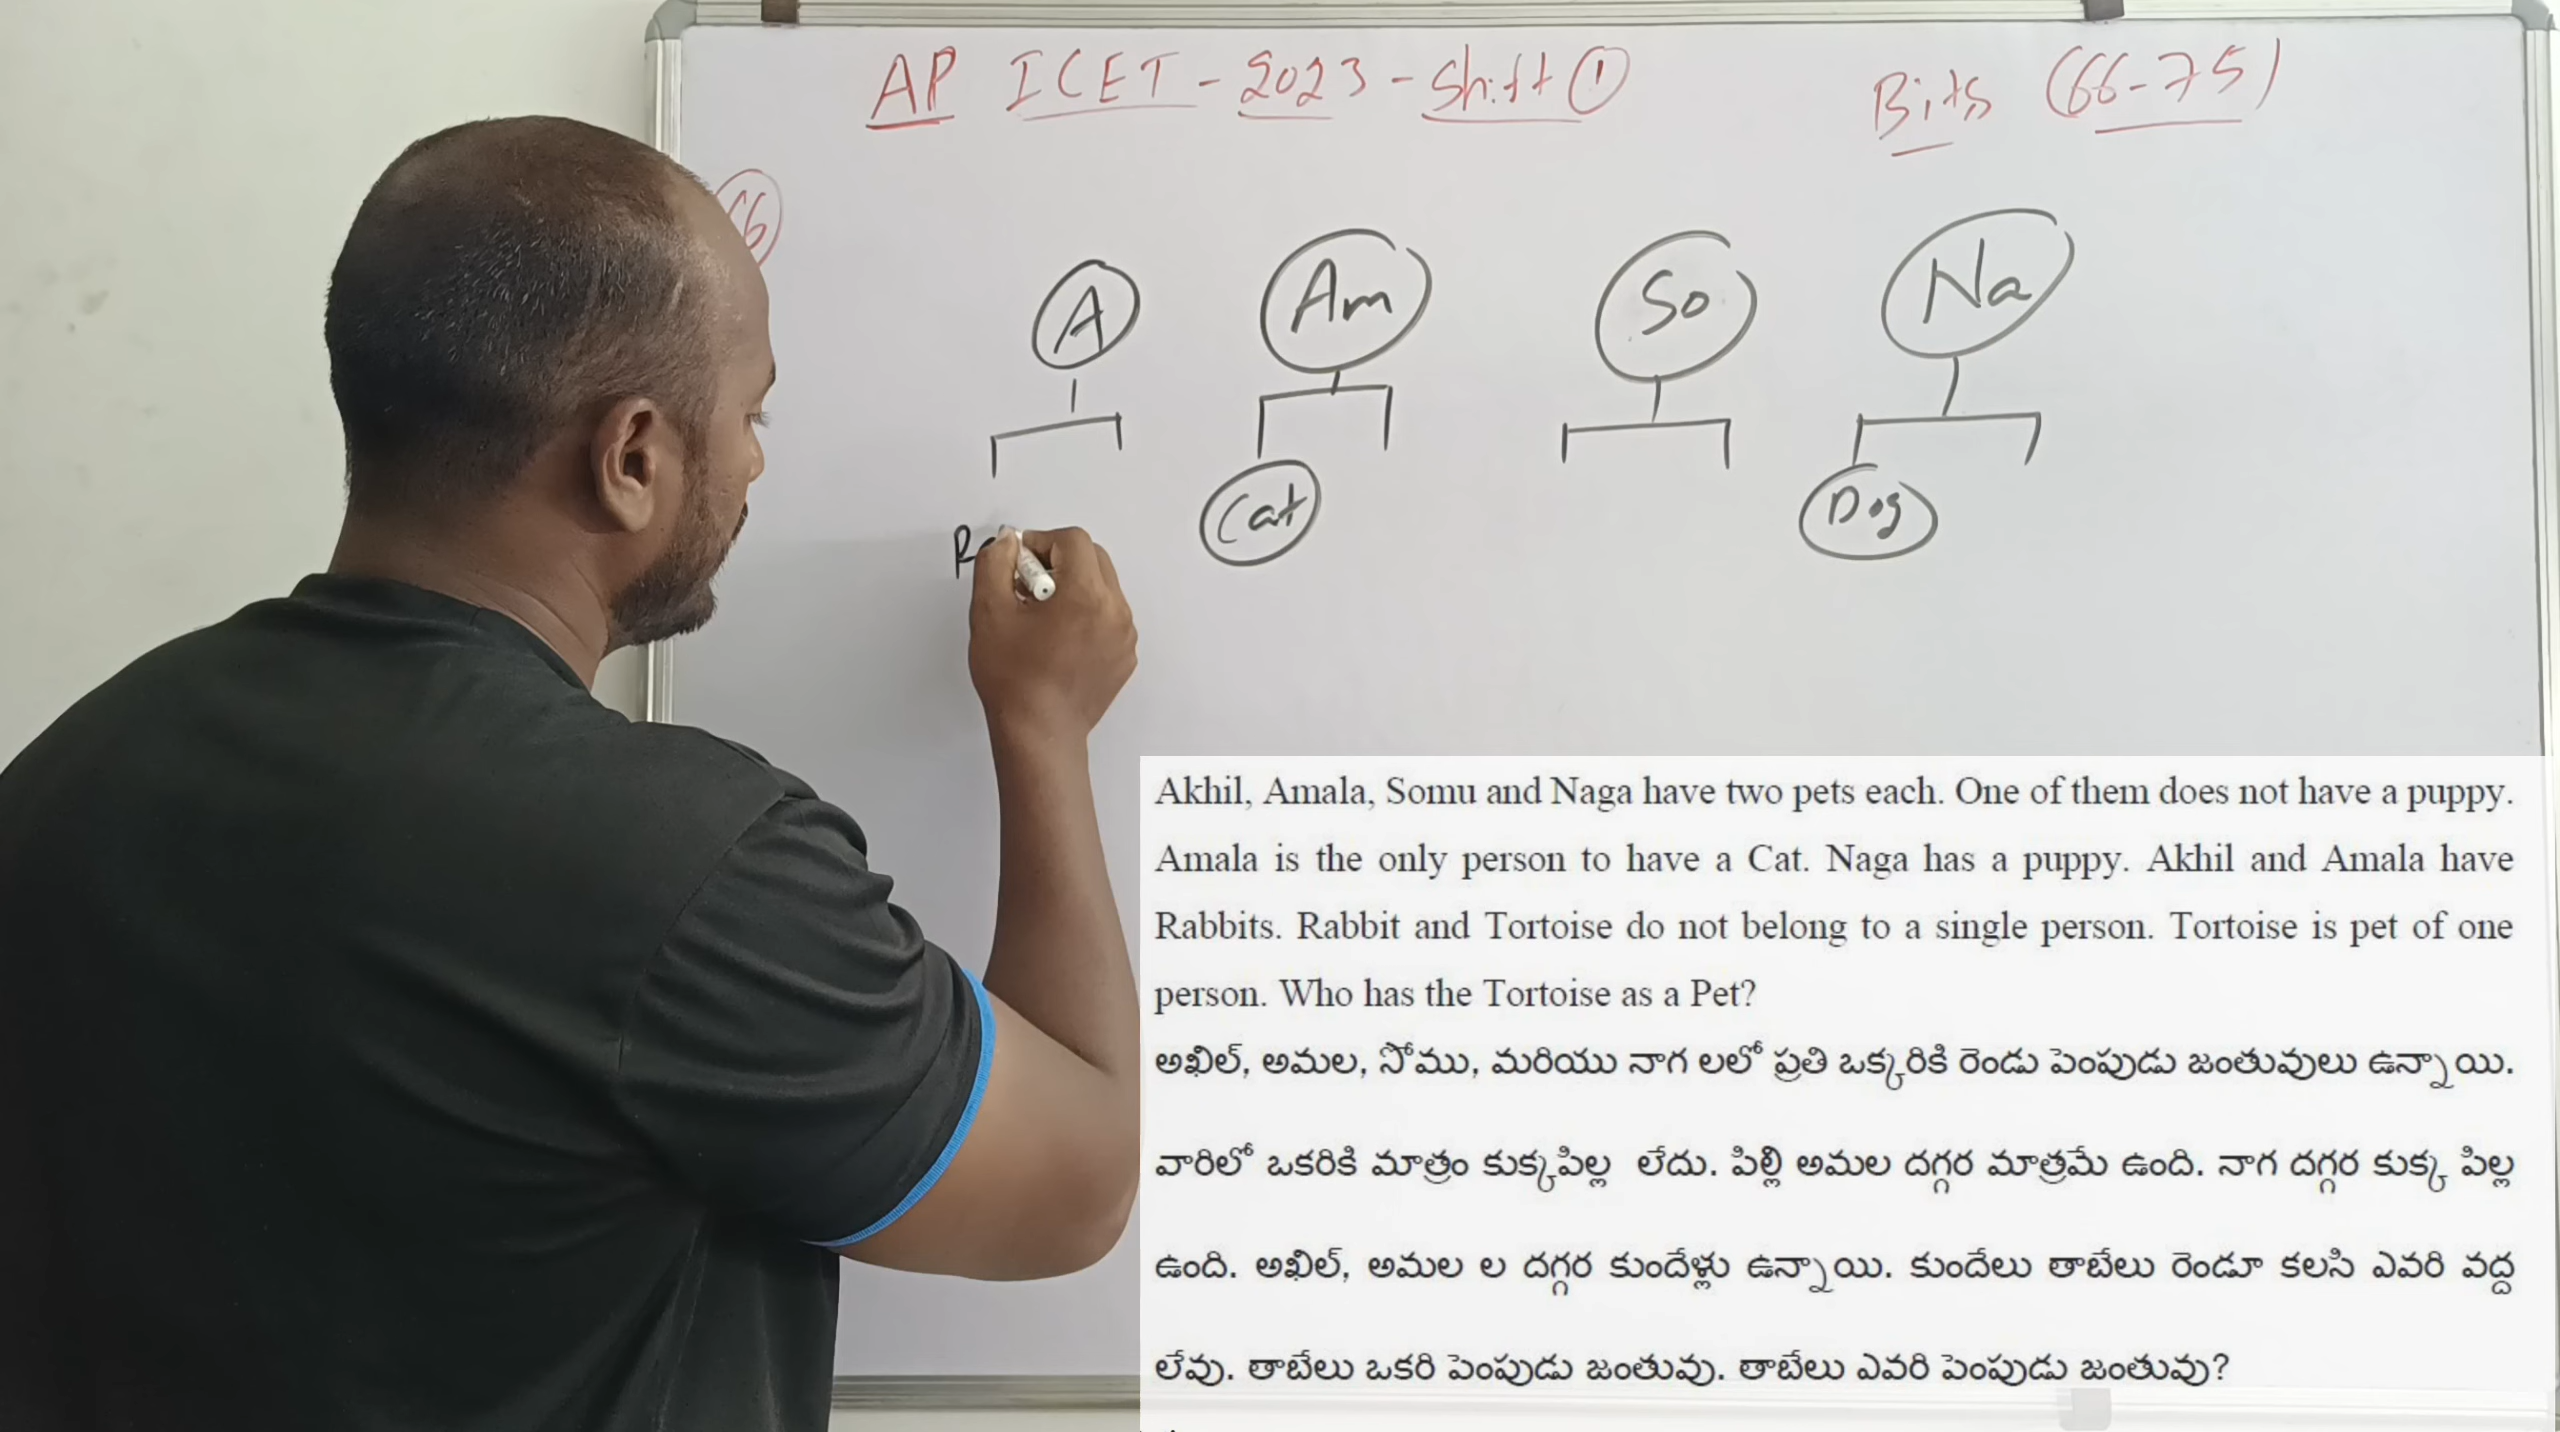 AP ICET - 2023 - Shift 1
Bits (66-75)
66
A Am So Na
Cat Dog
Akhil, Amala, Somu and Naga have two pets each. One of them does not have a puppy.
Amala is the only person to have a Cat. Naga has a puppy. Akhil and Amala have
Rabbits. Rabbit and Tortoise do not belong to a single person. Tortoise is pet of one
person. Who has the Tortoise as a Pet?
అఖిల్, అమల, సోము, మరియు నాగ లలో ప్రతి ఒక్కరికి రెండు పెంపుడు జంతువులు ఉన్నాయి.
వారిలో ఒకరికి మాత్రం కుక్కపిల్ల లేదు. పిల్లి అమల దగ్గర మాత్రమే ఉంది. నాగ దగ్గర కుక్క పిల్ల
ఉంది. అఖిల్, అమల ల దగ్గర కుందేళ్లు ఉన్నాయి. కుందేలు తాబేలు రెండూ కలసి ఎవరి వద్ద
లేవు. తాబేలు ఒకరి పెంపుడు జంతువు. తాబేలు ఎవరి పెంపుడు జంతువు?